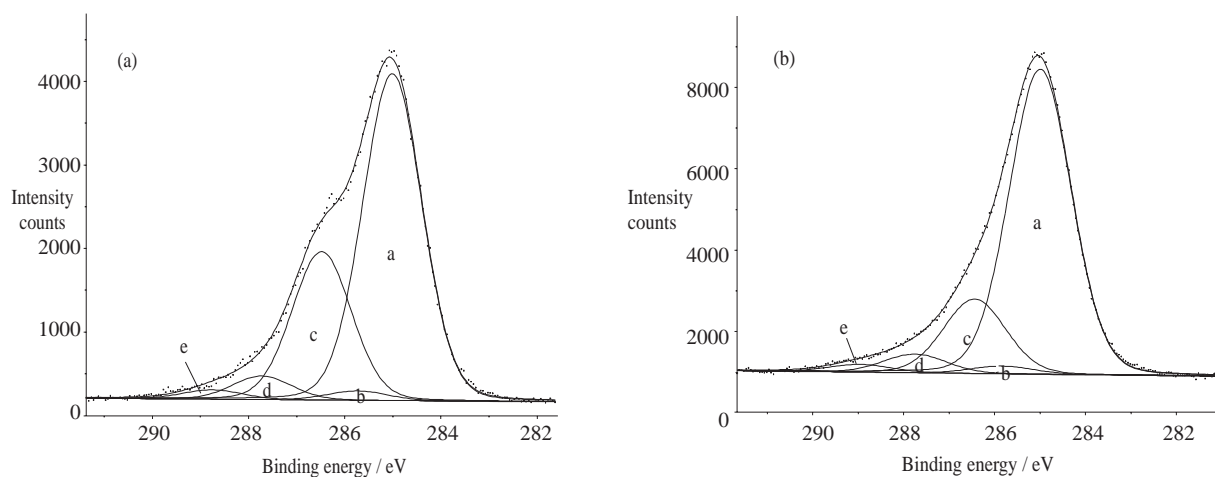 (a)
4000
3000
Intensity
counts
2000
1000
0
a
c
e
d
b
290
288
286
284
282
Binding energy / eV
(b)
8000
6000
Intensity
counts
4000
2000
0
a
e
c
d
b
290
288
286
284
282
Binding energy / eV